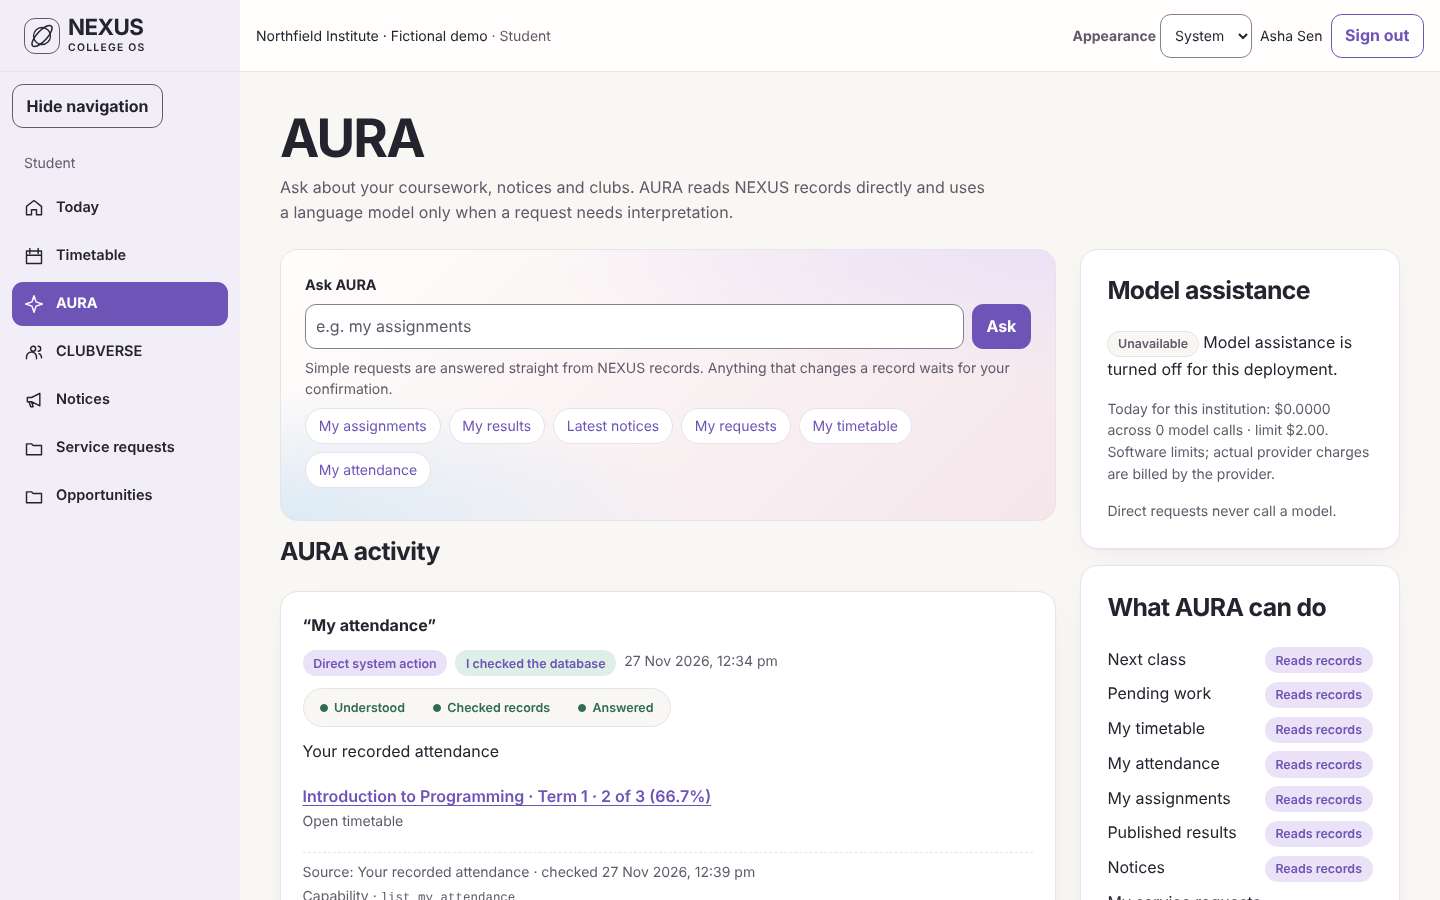 NEXUS
COLLEGE OS
Northfield Institute · Fictional demo · Student
Appearance
System
Asha Sen
Sign out
Hide navigation
Student
Today
Timetable
AURA
CLUBVERSE
Notices
Service requests
Opportunities
AURA
Ask about your coursework, notices and clubs. AURA reads NEXUS records directly and uses
a language model only when a request needs interpretation.
Ask AURA
e.g. my assignments
Ask
Simple requests are answered straight from NEXUS records. Anything that changes a record waits for your
confirmation.
My assignments
My results
Latest notices
My requests
My timetable
My attendance
AURA activity
“My attendance”
Direct system action
I checked the database
27 Nov 2026, 12:34 pm
Understood
Checked records
Answered
Your recorded attendance
Introduction to Programming · Term 1 · 2 of 3 (66.7%)
Open timetable
Source: Your recorded attendance · checked 27 Nov 2026, 12:39 pm
Capability · list_my_attendance
Model assistance
Unavailable Model assistance is
turned off for this deployment.
Today for this institution: $0.0000
across 0 model calls · limit $2.00.
Software limits; actual provider charges
are billed by the provider.
Direct requests never call a model.
What AURA can do
Next class Reads records
Pending work Reads records
My timetable Reads records
My attendance Reads records
My assignments Reads records
Published results Reads records
Notices Reads records
My service requests